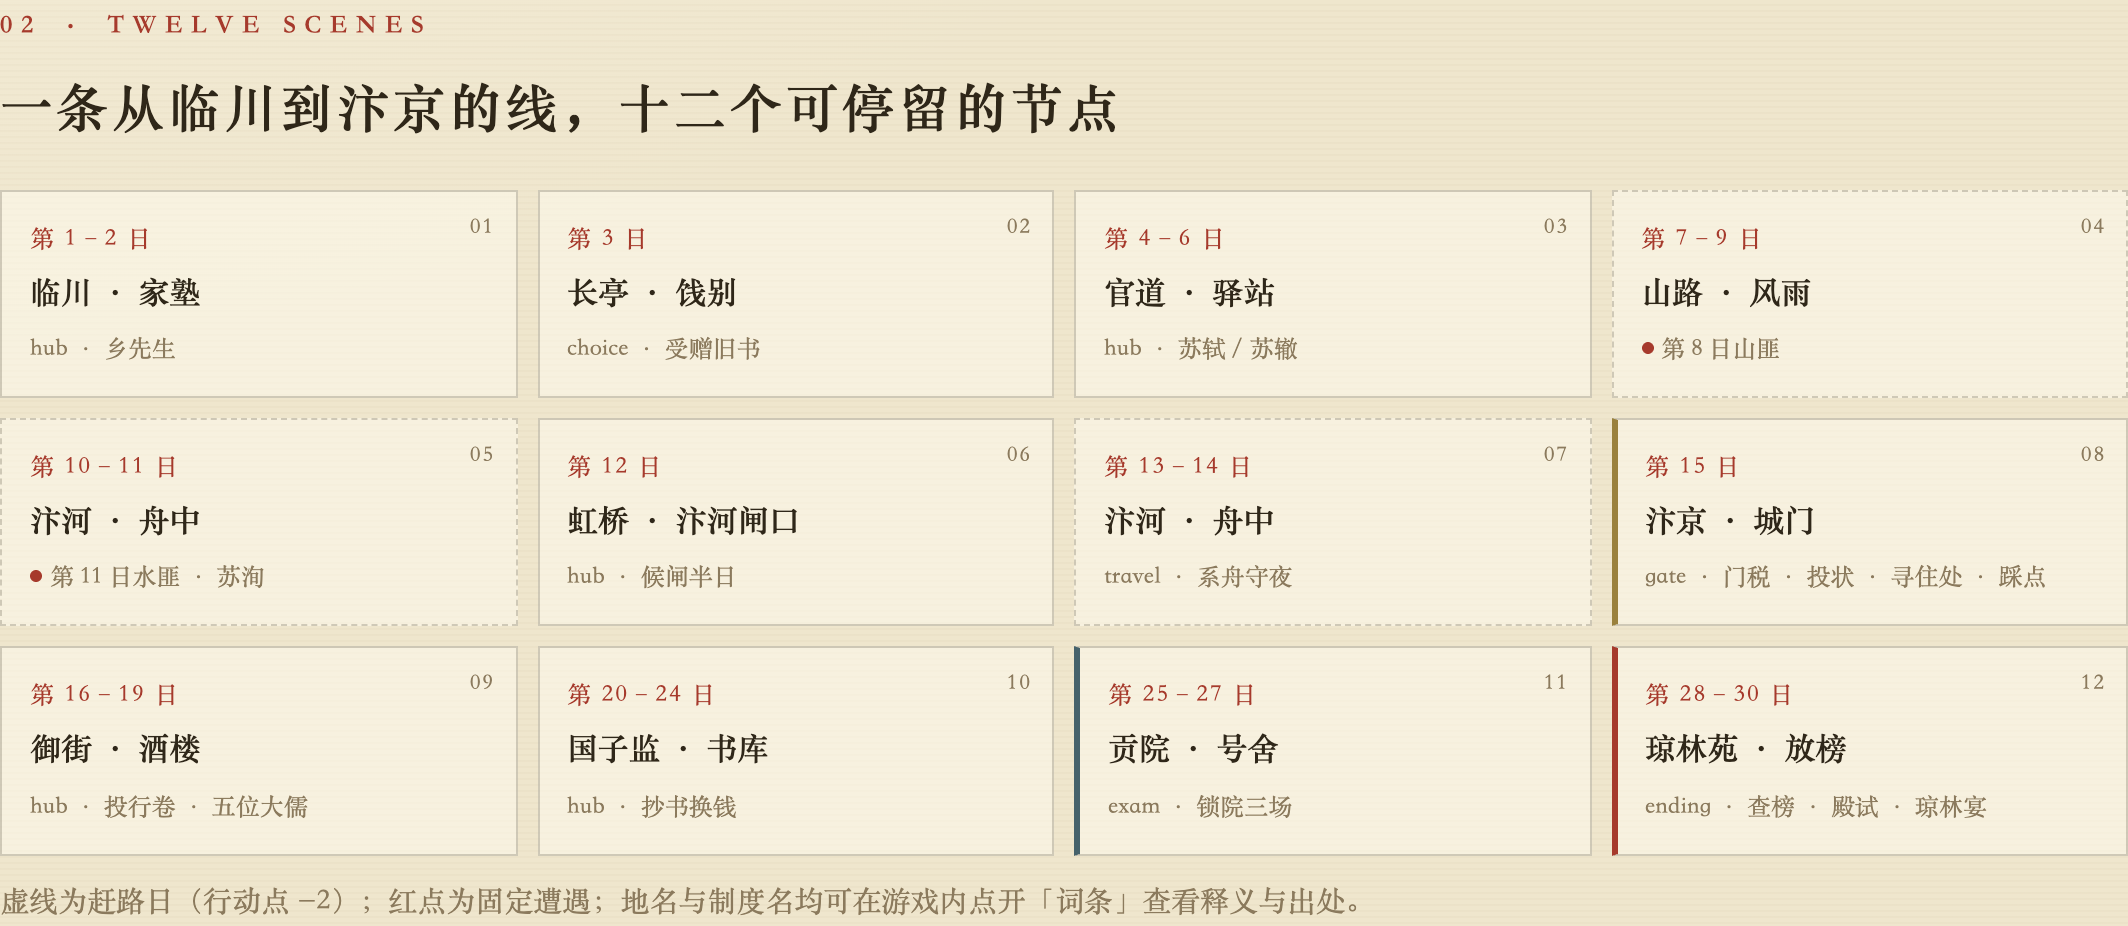 02 · TWELVE SCENES
一条从临川到汴京的线，十二个可停留的节点
01
第 1 – 2 日
临川 · 家塾
hub · 乡先生
02
第 3 日
长亭 · 饯别
choice · 受赠旧书
03
第 4 – 6 日
官道 · 驿站
hub · 苏轼 / 苏辙
04
第 7 – 9 日
山路 · 风雨
第 8 日山匪
05
第 10 – 11 日
汴河 · 舟中
第 11 日水匪 · 苏洵
06
第 12 日
虹桥 · 汴河闸口
hub · 候闸半日
07
第 13 – 14 日
汴河 · 舟中
travel · 系舟守夜
08
第 15 日
汴京 · 城门
gate · 门税 · 投状 · 寻住处 · 踩点
09
第 16 – 19 日
御街 · 酒楼
hub · 投行卷 · 五位大儒
10
第 20 – 24 日
国子监 · 书库
hub · 抄书换钱
11
第 25 – 27 日
贡院 · 号舍
exam · 锁院三场
12
第 28 – 30 日
琼林苑 · 放榜
ending · 查榜 · 殿试 · 琼林宴
虚线为赶路日（行动点 −2）；红点为固定遭遇；地名与制度名均可在游戏内点开「词条」查看释义与出处。